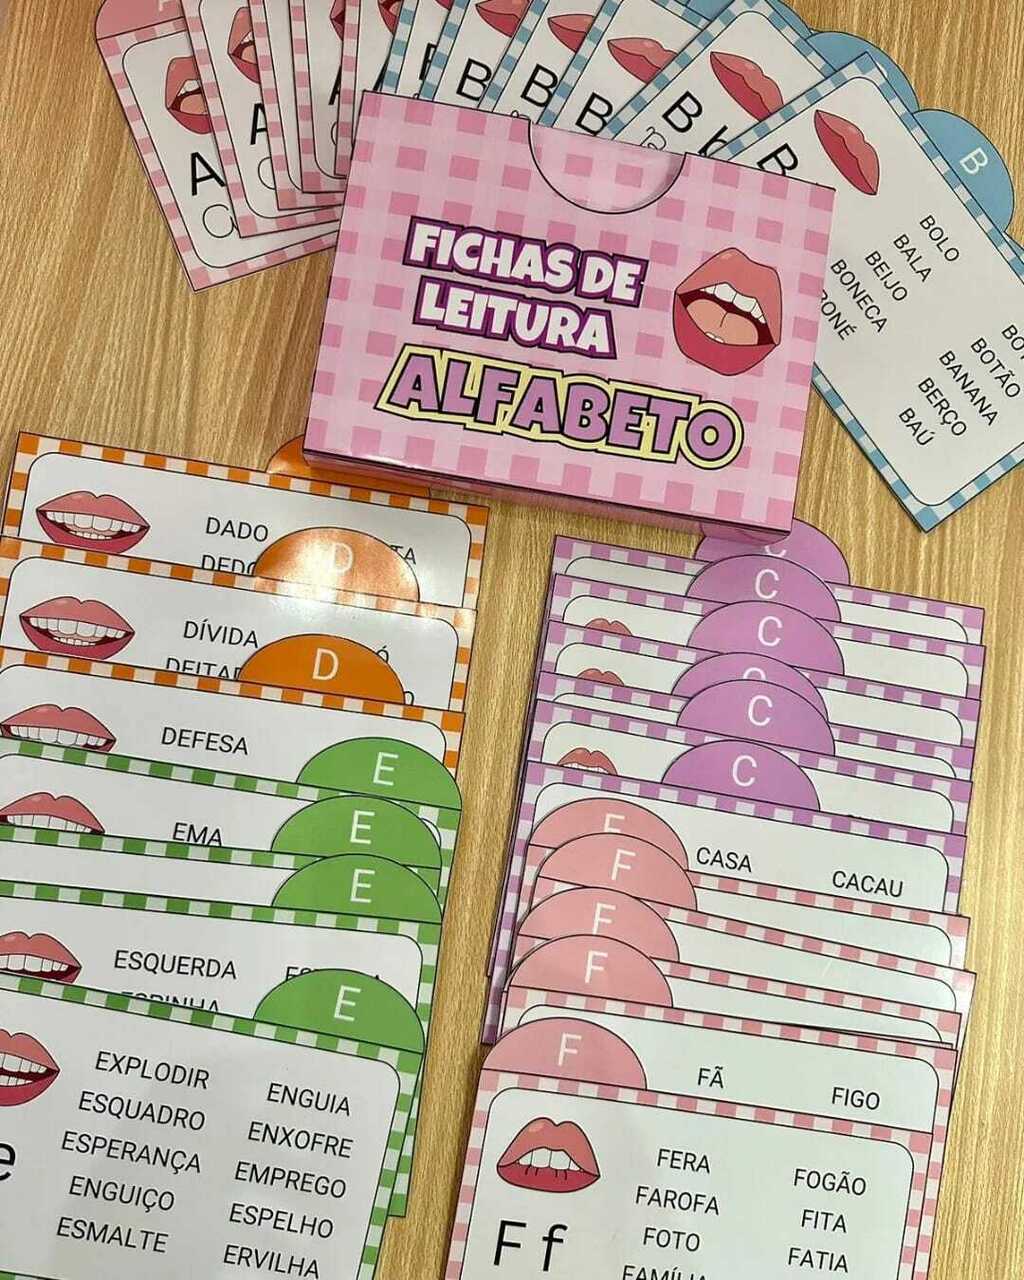 A
A
a
A
B
B
B
B b
B
B
BOLO
BALA
BEIJO
BONECA
BOTÃO
BANANA
BERÇO
BAÚ
FICHAS DE
LEITURA
ALFABETO
DADO
D
DÍVIDA
D
DEFESA
E
EMA
E
E
ESQUERDA
E
EXPLODIR
ESQUADRO
ESPERANÇA
ENGUIÇO
ESMALTE
ENGUIA
ENXOFRE
EMPREGO
ESPELHO
ERVILHA
e
C
C
C
C
C
CASA
CACAU
F
F
F
F
F
FÃ
FIGO
FERA
FAROFA
FOTO
FAMÍLIA
FOGÃO
FITA
FATIA
F f